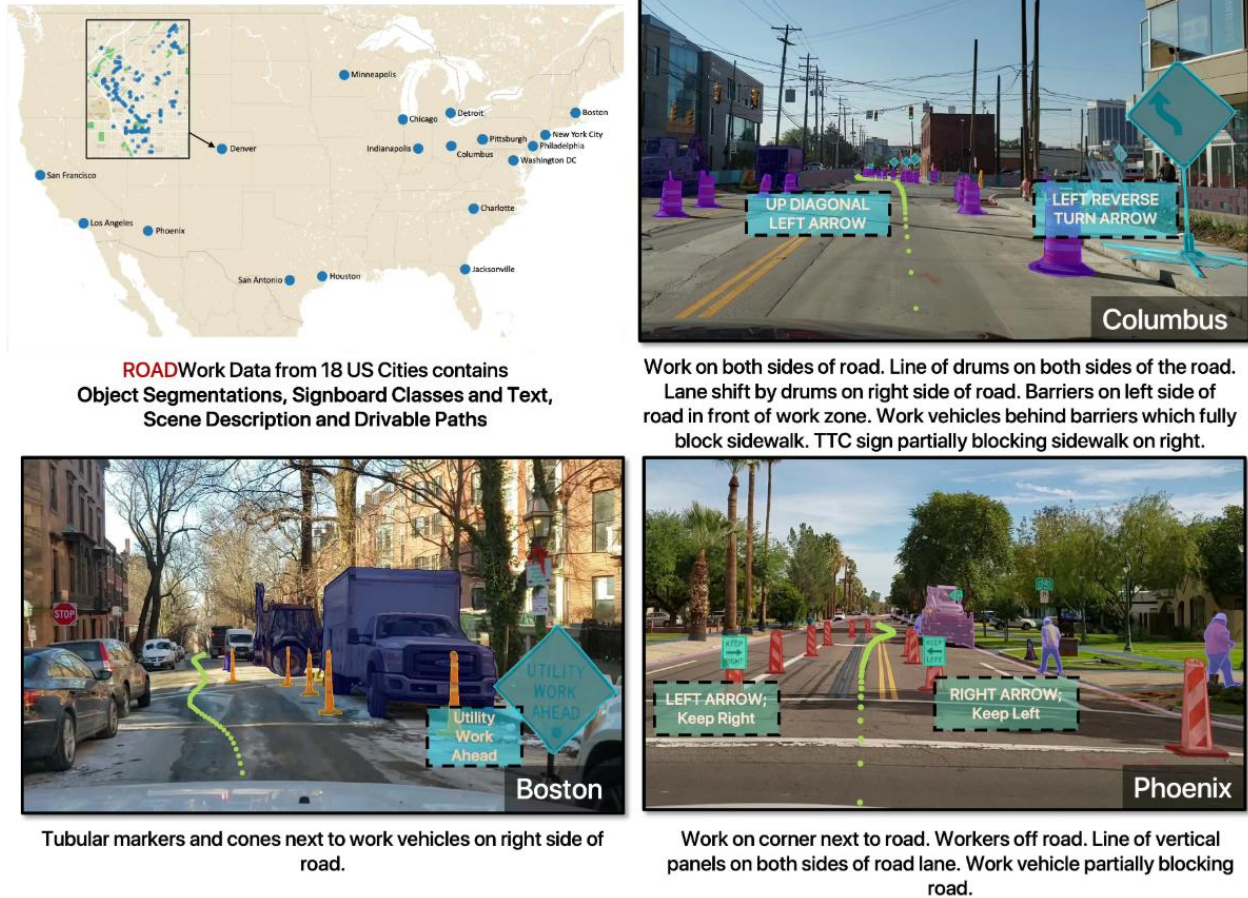 Minneapolis
Detroit
Boston
Chicago
New York City
Pittsburgh
Philadelphia
Denver
Indianapolis
Columbus
Washington DC
San Francisco
Charlotte
Los Angeles
Phoenix
Houston
San Antonio
Jacksonville
ROADWork Data from 18 US Cities contains
Object Segmentations, Signboard Classes and Text,
Scene Description and Drivable Paths
UP DIAGONAL
LEFT ARROW
LEFT REVERSE
TURN ARROW
Columbus
Work on both sides of road. Line of drums on both sides of the road.
Lane shift by drums on right side of road. Barriers on left side of
road in front of work zone. Work vehicles behind barriers which fully
block sidewalk. TTC sign partially blocking sidewalk on right.
STOP
UTILITY
WORK
AHEAD
Utility
Work
Ahead
Boston
Tubular markers and cones next to work vehicles on right side of
road.
KEEP
RIGHT
KEEP
LEFT
LEFT ARROW;
Keep Right
RIGHT ARROW;
Keep Left
Phoenix
Work on corner next to road. Workers off road. Line of vertical
panels on both sides of road lane. Work vehicle partially blocking
road.